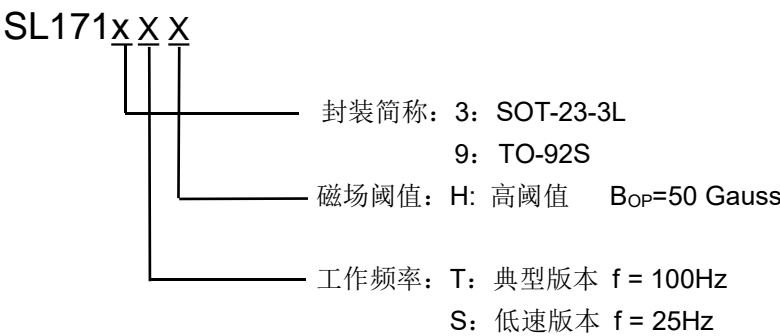 SL171x X X
封装简称：3：SOT-23-3L
9：TO-92S
磁场阈值：H: 高阈值 BOP=50 Gauss
工作频率：T：典型版本 f = 100Hz
S：低速版本 f = 25Hz